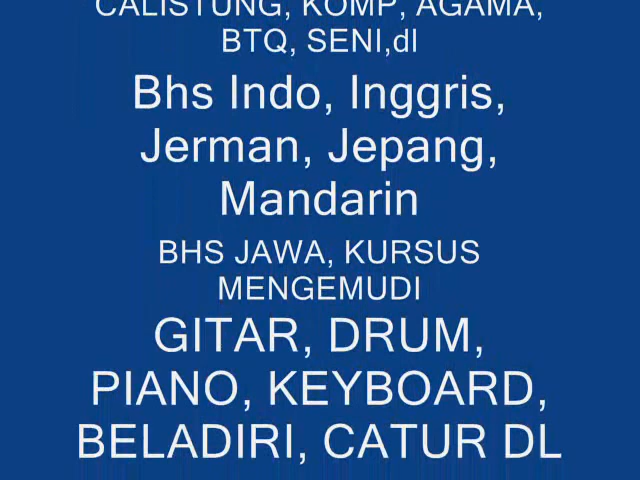 CALISTUNG, KOMP, AGAMA,
BTQ, SENI,dl
Bhs Indo, Inggris,
Jerman, Jepang,
Mandarin
BHS JAWA, KURSUS
MENGEMUDI
GITAR, DRUM,
PIANO, KEYBOARD,
BELADIRI, CATUR DL